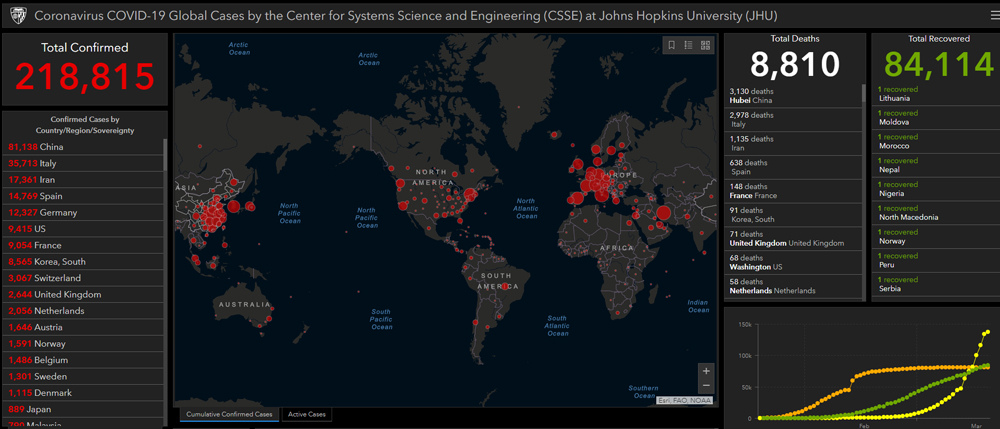 Coronavirus COVID-19 Global Cases by the Center for Systems Science and Engineering (CSSE) at Johns Hopkins University (JHU)
Total Confirmed
218,815
Confirmed Cases by
Country/Region/Sovereignty
81,138 China
35,713 Italy
17,361 Iran
14,769 Spain
12,327 Germany
9,415 US
9,054 France
8,565 Korea, South
3,067 Switzerland
2,644 United Kingdom
2,056 Netherlands
1,646 Austria
1,591 Norway
1,486 Belgium
1,301 Sweden
1,115 Denmark
889 Japan
790 Malaysia
Arctic
Ocean
Arctic
Ocean
NORTH
AMERICA
EUROPE
ASIA
North
Pacific
Ocean
North
Pacific
Ocean
North
Atlantic
Ocean
AFRICA
SOUTH
AMERICA
AUSTRALIA
Indian
Ocean
South
Pacific
Ocean
South
Pacific
Ocean
South
Atlantic
Ocean
Southern
Ocean
+
−
Esri, FAO, NOAA
Cumulative Confirmed Cases
Active Cases
Total Deaths
8,810
3,130 deaths
Hubei China
2,978 deaths
Italy
1,135 deaths
Iran
638 deaths
Spain
148 deaths
France France
91 deaths
Korea, South
71 deaths
United Kingdom United Kingdom
68 deaths
Washington US
58 deaths
Netherlands Netherlands
Total Recovered
84,114
1 recovered
Lithuania
1 recovered
Moldova
1 recovered
Morocco
1 recovered
Nepal
1 recovered
Nigeria
1 recovered
North Macedonia
1 recovered
Norway
1 recovered
Peru
1 recovered
Serbia
150k
100k
50k
0
Feb
Mar